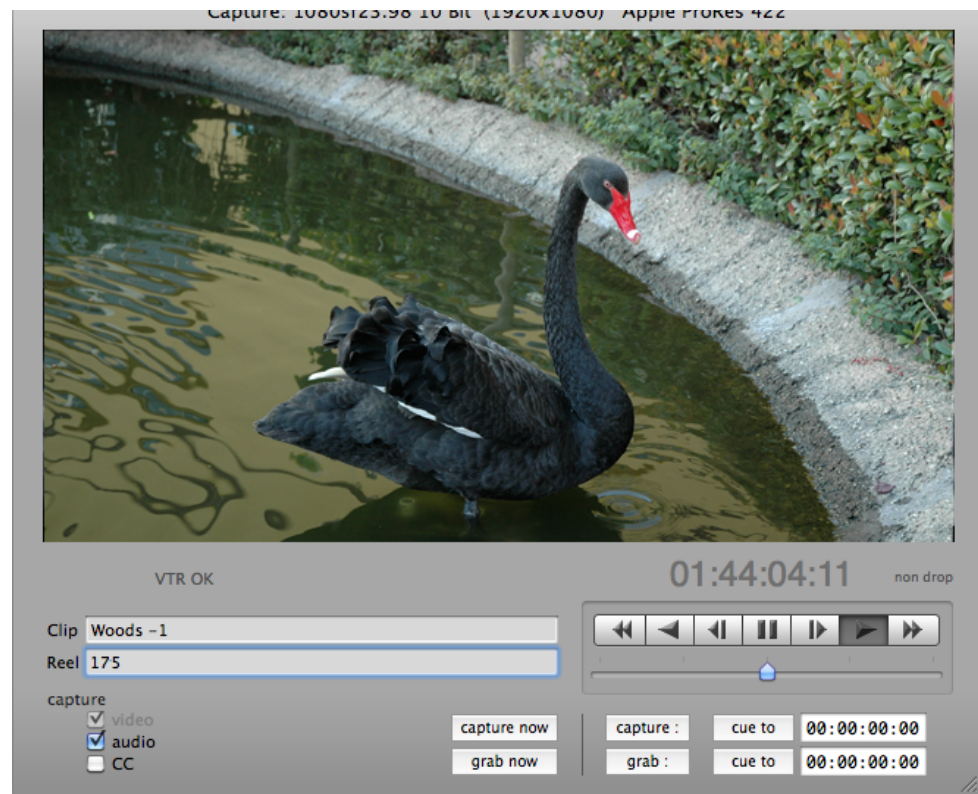 Capture: 1080sf23.98 10 Bit (1920x1080) Apple ProRes 422
VTR OK
01:44:04:11 non drop
Clip Woods -1
Reel 175
capture
video
audio
CC
capture now
grab now
capture : cue to 00:00:00:00
grab : cue to 00:00:00:00